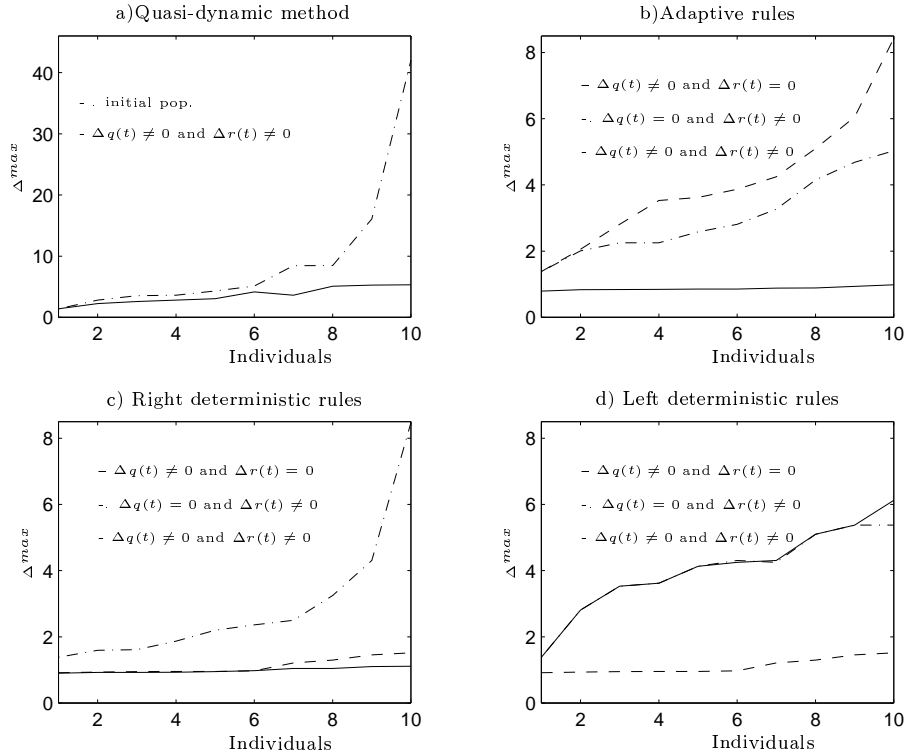 a)Quasi-dynamic method
40
30
20
10
0
Δ^max
- . initial pop.
- Δq(t) ≠ 0 and Δr(t) ≠ 0
2 4 6 8 10
Individuals
b)Adaptive rules
8
6
4
2
0
Δ^max
- Δq(t) ≠ 0 and Δr(t) = 0
- . Δq(t) = 0 and Δr(t) ≠ 0
- Δq(t) ≠ 0 and Δr(t) ≠ 0
2 4 6 8 10
Individuals
c) Right deterministic rules
8
6
4
2
0
Δ^max
- Δq(t) ≠ 0 and Δr(t) = 0
- . Δq(t) = 0 and Δr(t) ≠ 0
- Δq(t) ≠ 0 and Δr(t) ≠ 0
2 4 6 8 10
Individuals
d) Left deterministic rules
8
6
4
2
0
Δ^max
- Δq(t) ≠ 0 and Δr(t) = 0
- . Δq(t) = 0 and Δr(t) ≠ 0
- Δq(t) ≠ 0 and Δr(t) ≠ 0
2 4 6 8 10
Individuals